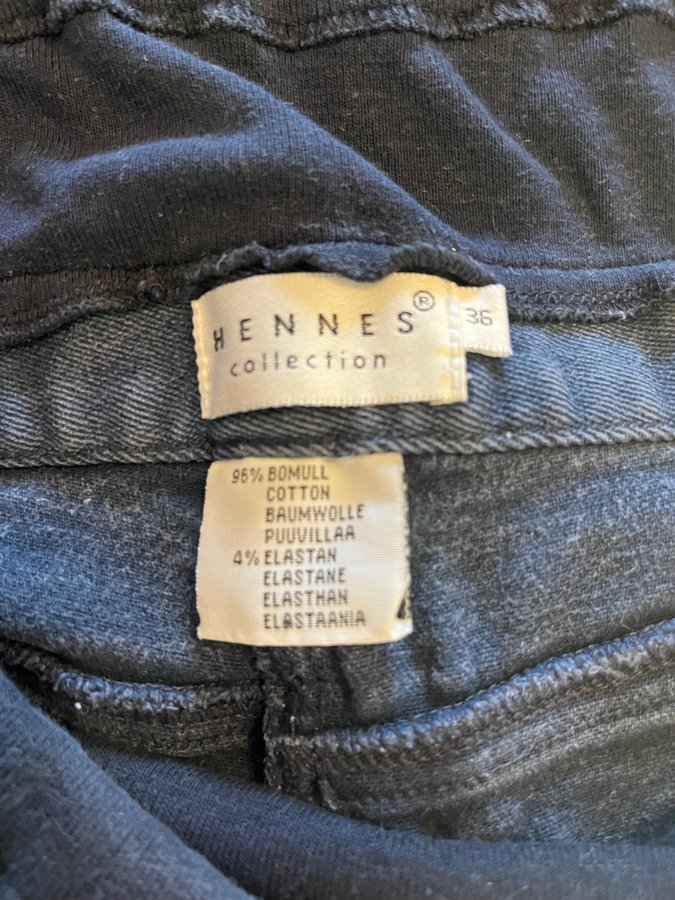 HENNES®
collection
36
96% BOMULL
COTTON
BAUMWOLLE
PUUVILLAA
4% ELASTAN
ELASTANE
ELASTHAN
ELASTAANIA